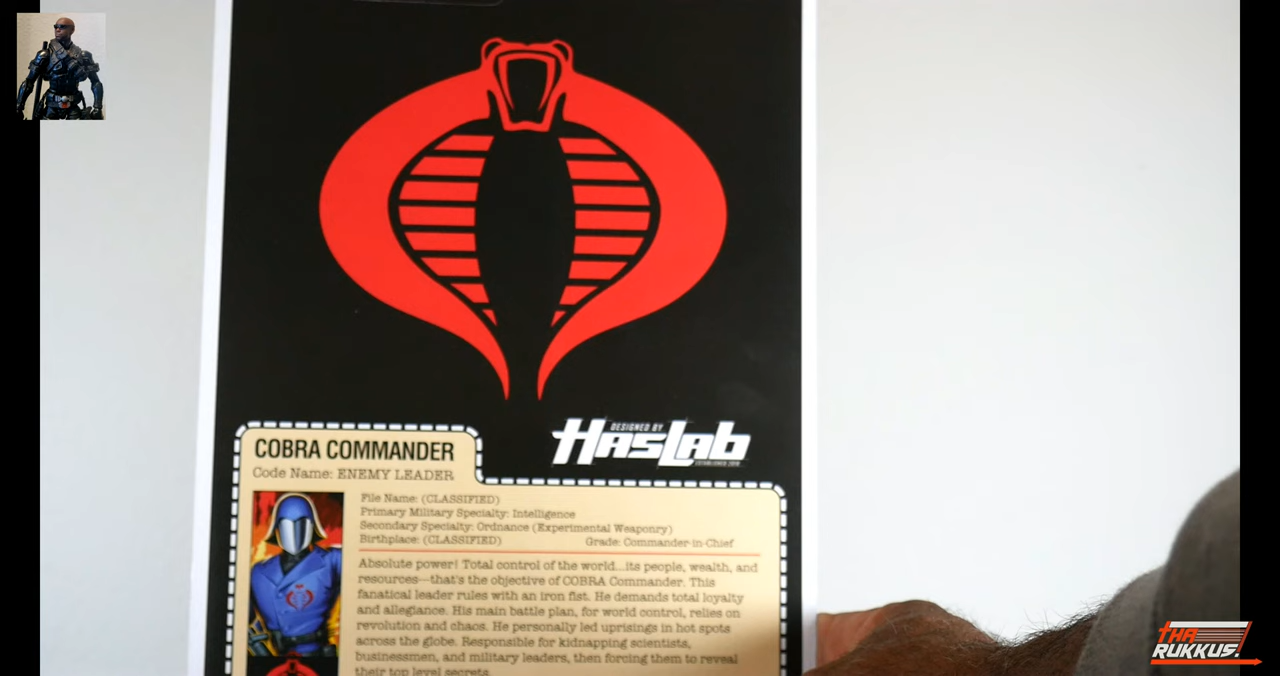 DESIGNED BY
HASLAB
COBRA COMMANDER
Code Name: ENEMY LEADER
File Name: (CLASSIFIED)
Primary Military Specialty: Intelligence
Secondary Specialty: Ordnance (Experimental Weaponry)
Birthplace: (CLASSIFIED) Grade: Commander-in-Chief
Absolute power! Total control of the world...its people, wealth, and
resources—that's the objective of COBRA Commander. This
fanatical leader rules with an iron fist. He demands total loyalty
and allegiance. His main battle plan, for world control, relies on
revolution and chaos. He personally led uprisings in hot spots
across the globe. Responsible for kidnapping scientists,
businessmen, and military leaders, then forcing them to reveal
their top level secrets.
THA
RUKKUS!